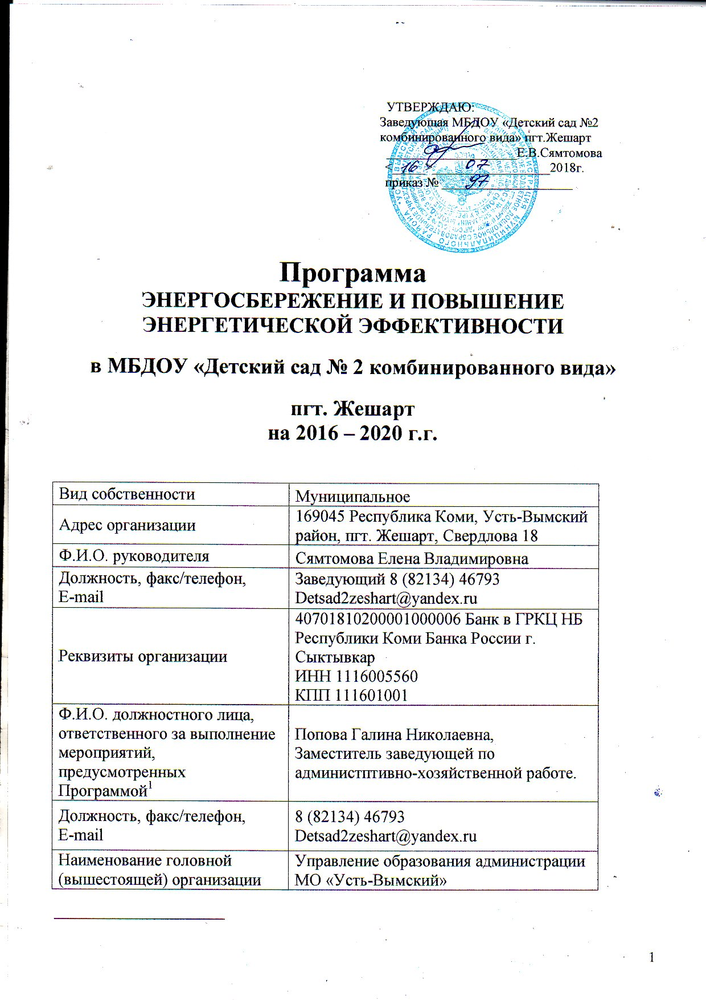 УТВЕРЖДАЮ:
Заведующая МБДОУ «Детский сад №2
комбинированного вида» пгт.Жешарт
Е.В.Сямтомова
«16» 07 2018г.
приказ № 97
Программа
ЭНЕРГОСБЕРЕЖЕНИЕ И ПОВЫШЕНИЕ
ЭНЕРГЕТИЧЕСКОЙ ЭФФЕКТИВНОСТИ
в МБДОУ «Детский сад № 2 комбинированного вида»
пгт. Жешарт
на 2016 – 2020 г.г.
Вид собственности
Муниципальное
Адрес организации
169045 Республика Коми, Усть-Вымский
район, пгт. Жешарт, Свердлова 18
Ф.И.О. руководителя
Сямтомова Елена Владимировна
Должность, факс/телефон,
E-mail
Заведующий 8 (82134) 46793
Detsad2zeshart@yandex.ru
Реквизиты организации
40701810200001000006 Банк в ГРКЦ НБ
Республики Коми Банка России г.
Сыктывкар
ИНН 1116005560
КПП 111601001
Ф.И.О. должностного лица,
ответственного за выполнение
мероприятий,
предусмотренных
Программой¹
Попова Галина Николаевна,
Заместитель заведующей по
администптивно-хозяйственной работе.
Должность, факс/телефон,
E-mail
8 (82134) 46793
Detsad2zeshart@yandex.ru
Наименование головной
(вышестоящей) организации
Управление образования администрации
МО «Усть-Вымский»
1